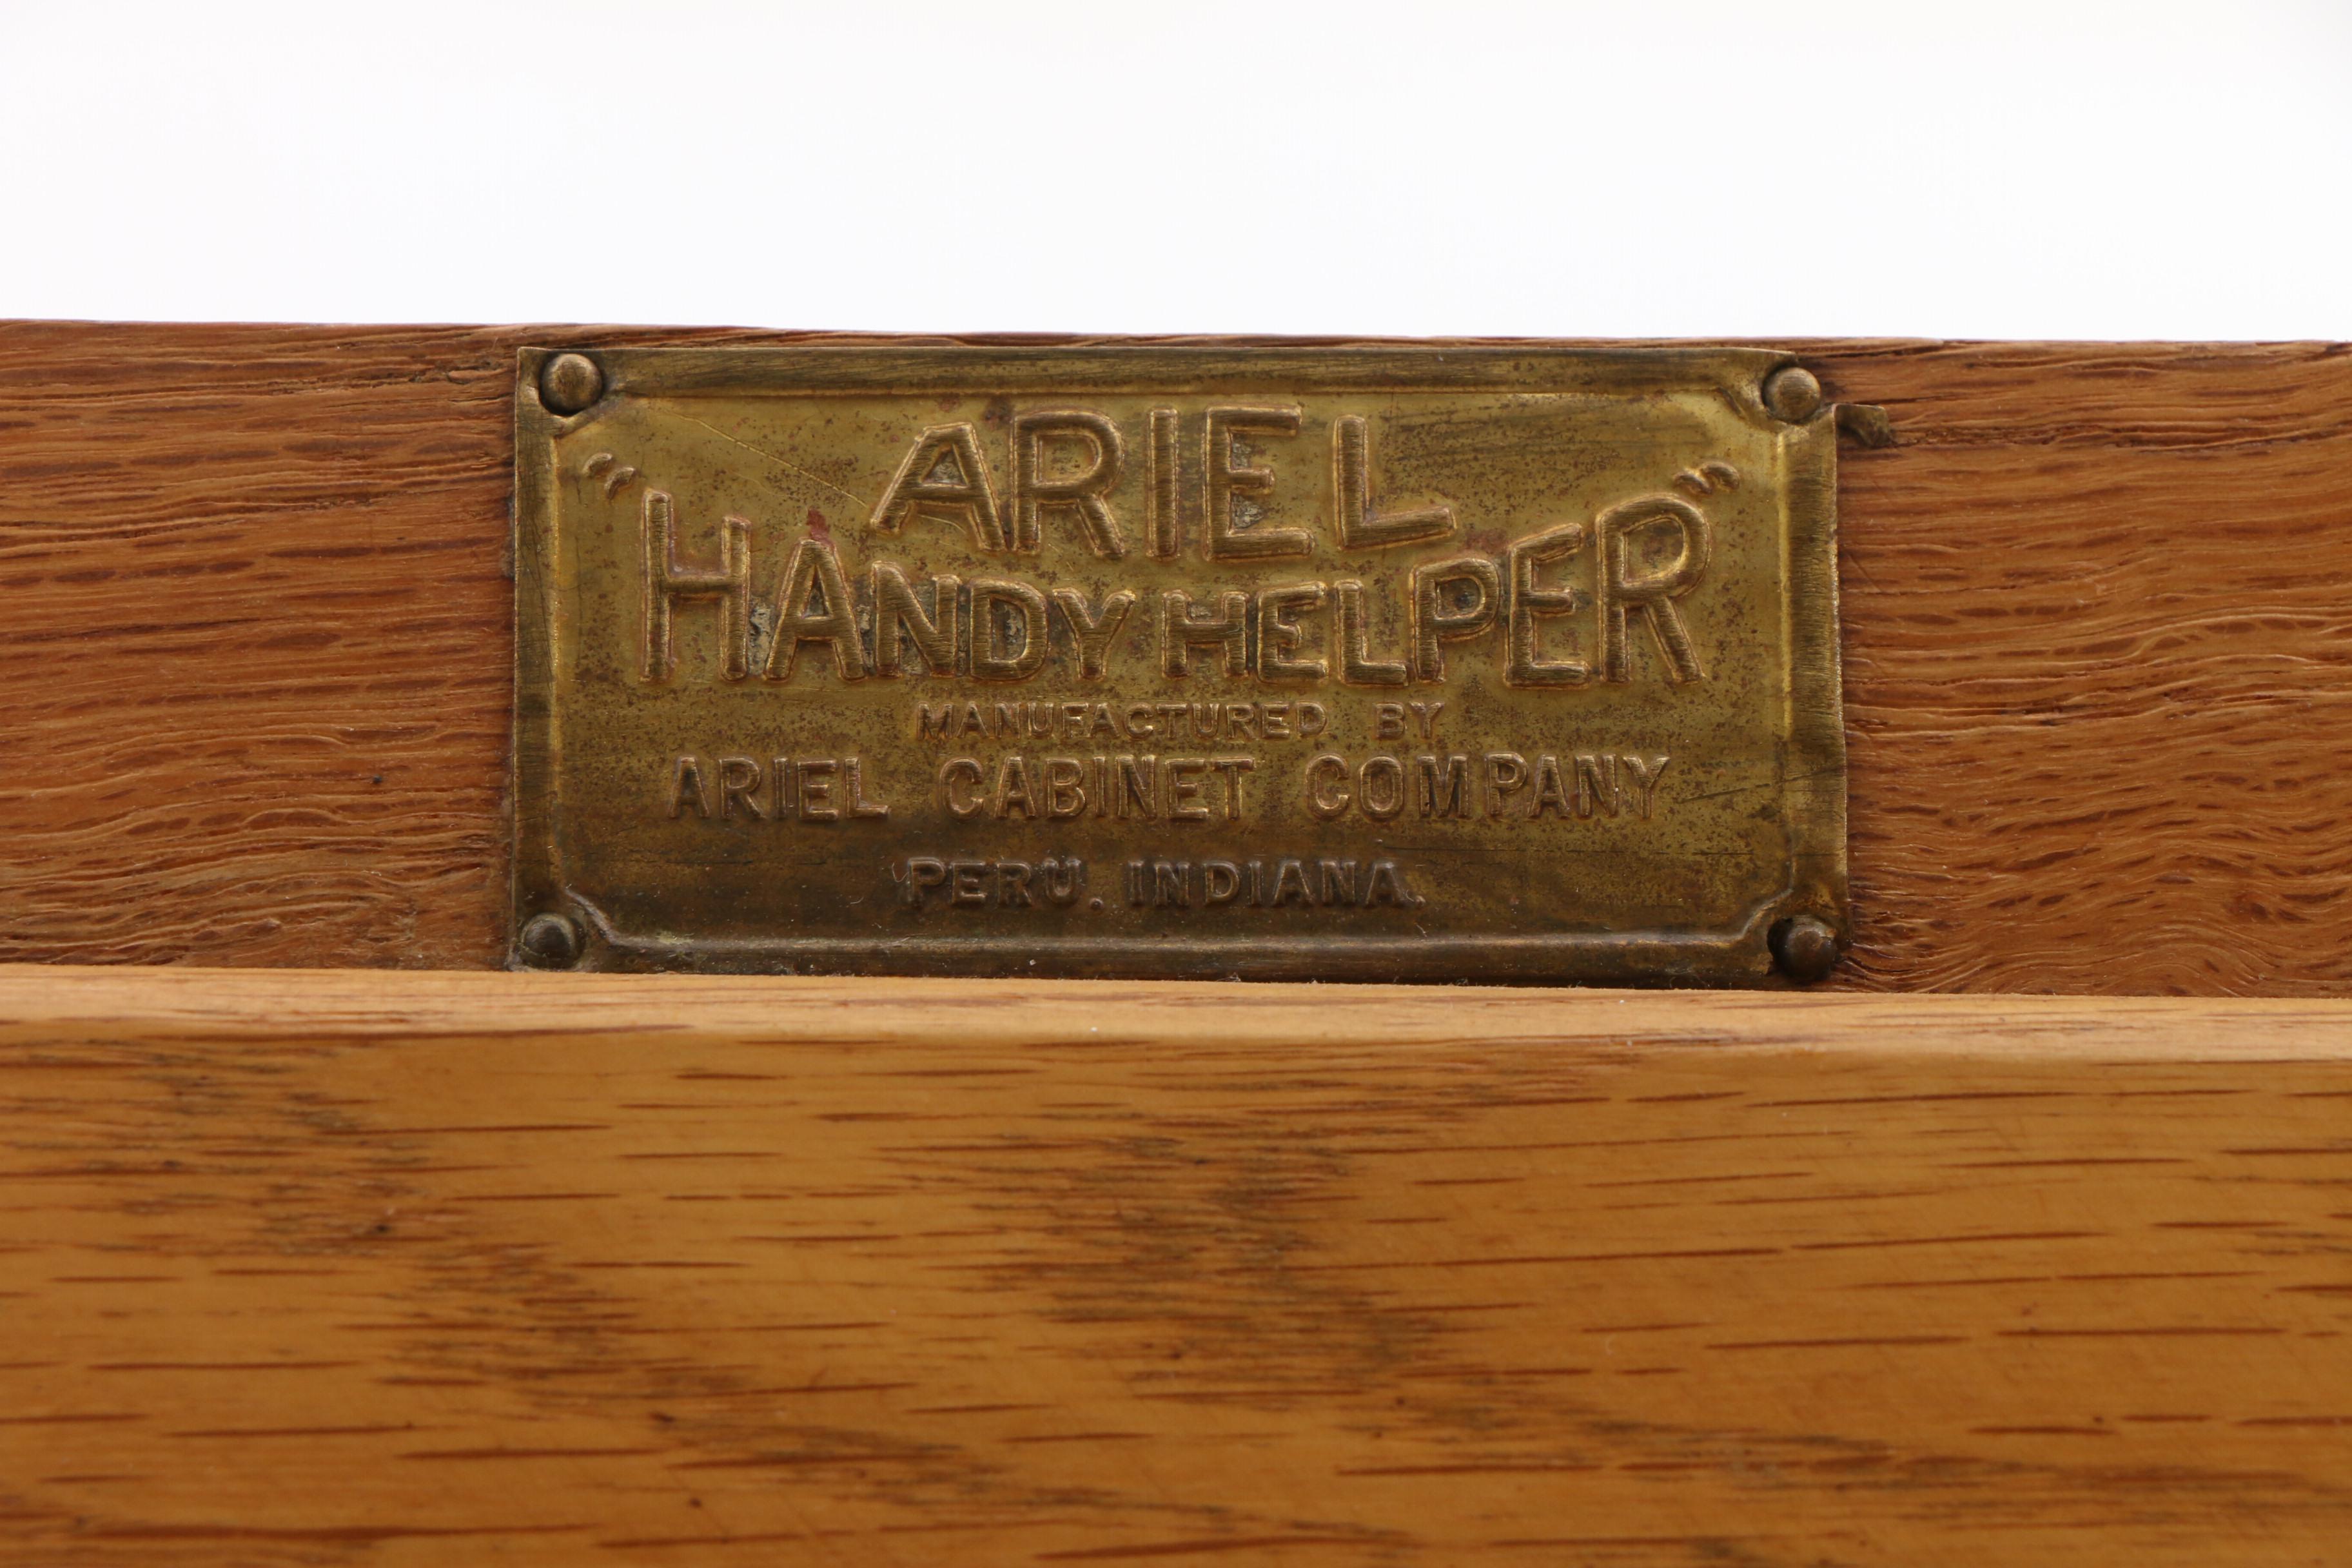 ARIEL
"HANDY HELPER"
MANUFACTURED BY
ARIEL CABINET COMPANY
PERU. INDIANA.